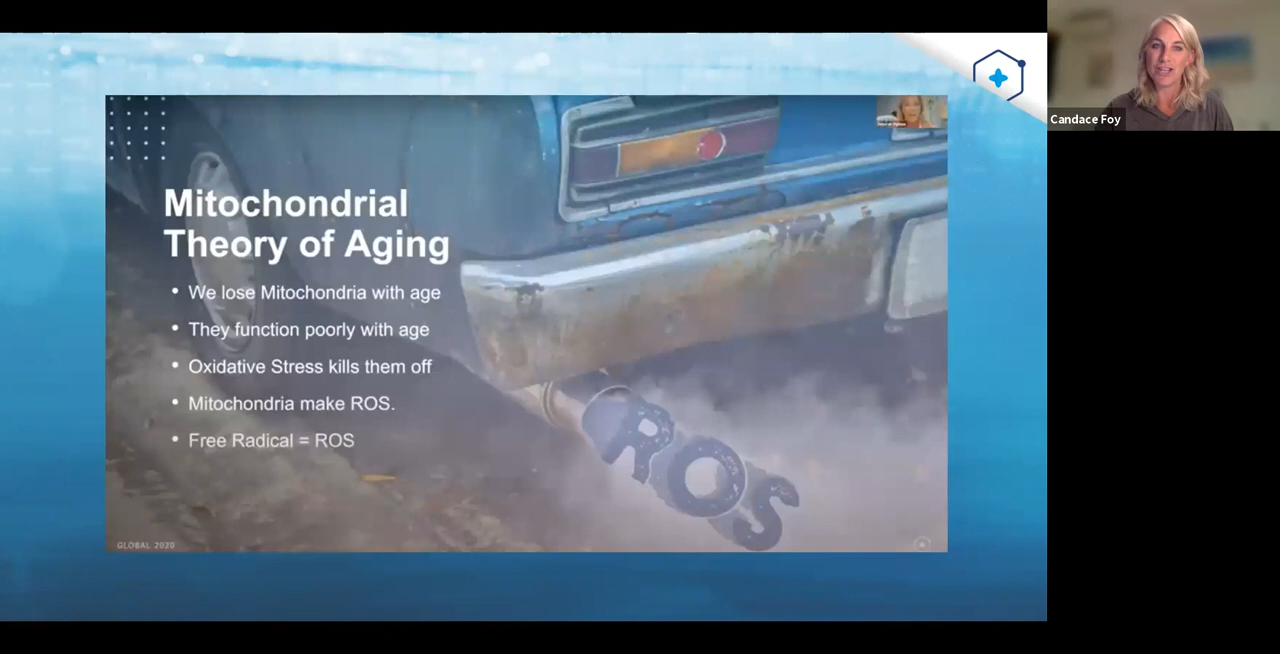 Mitochondrial
Theory of Aging
• We lose Mitochondria with age
• They function poorly with age
• Oxidative Stress kills them off
• Mitochondria make ROS.
• Free Radical = ROS
ROS
GLOBAL 2020
Candace Foy